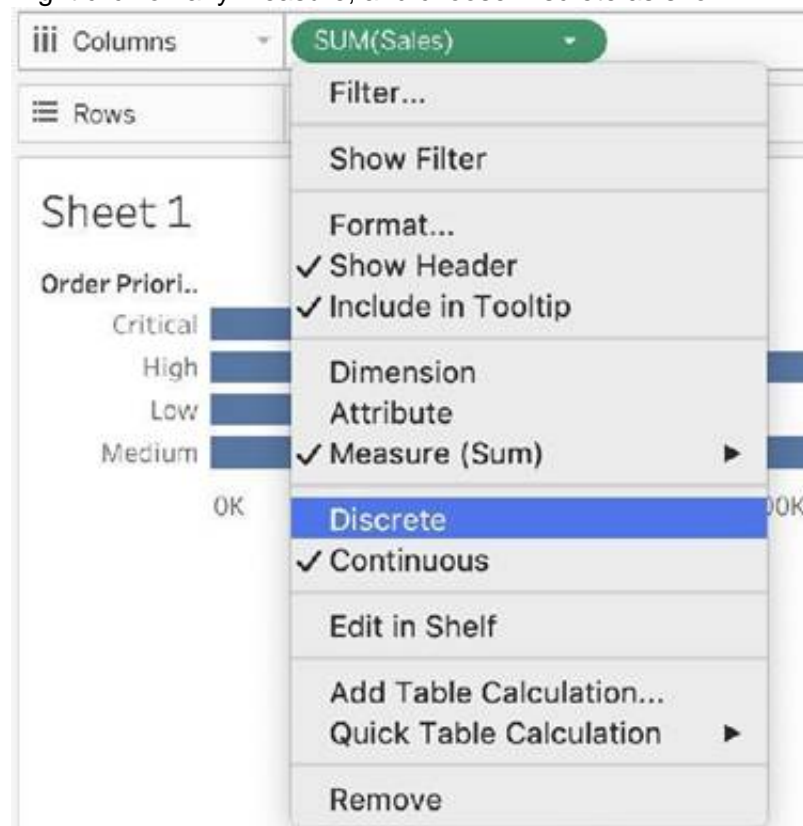 Columns
SUM(Sales)
Rows
Filter...
Show Filter
Sheet 1
Format...
Show Header
Include in Tooltip
Order Priori..
Critical
High
Low
Medium
Dimension
Attribute
Measure (Sum)
0K
Discrete
Continuous
Edit in Shelf
Add Table Calculation...
Quick Table Calculation
Remove